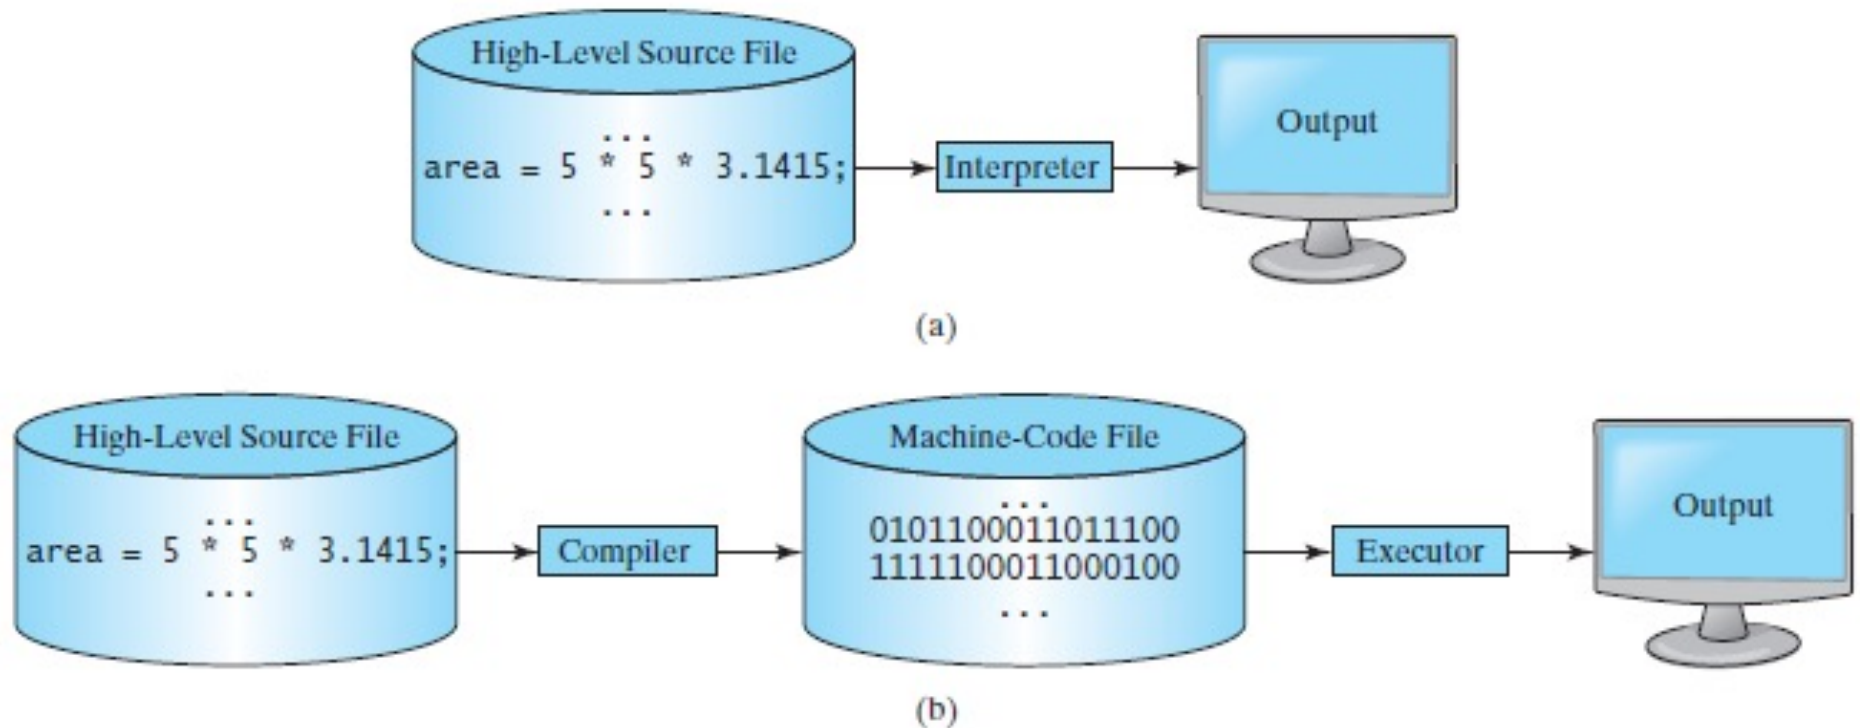 High-Level Source File
...
area = 5 * 5 * 3.1415;
...
Interpreter
Output
(a)
High-Level Source File
...
area = 5 * 5 * 3.1415;
...
Compiler
Machine-Code File
...
0101100011011100
1111100011000100
...
Executor
Output
(b)